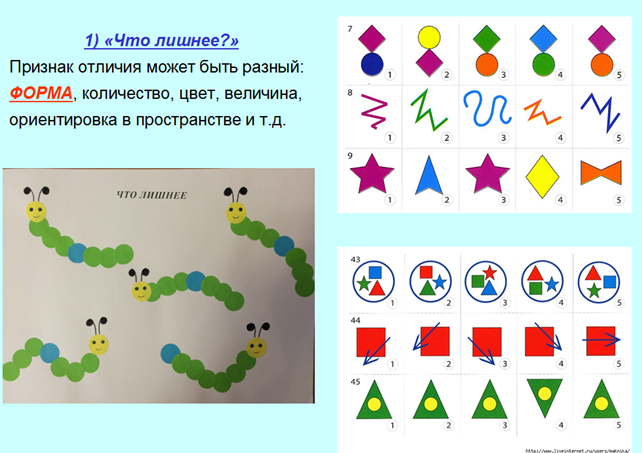 1) «Что лишнее?»
Признак отличия может быть разный:
ФОРМА, количество, цвет, величина,
ориентировка в пространстве и т.д.
ЧТО ЛИШНЕЕ
7
1 2 3 4 5
8
1 2 3 4 5
9
1 2 3 4 5
43
1 2 3 4 5
44
1 2 3 4 5
45
1 2 3 4 5
http://www.liveinternet.ru/users/maknika/